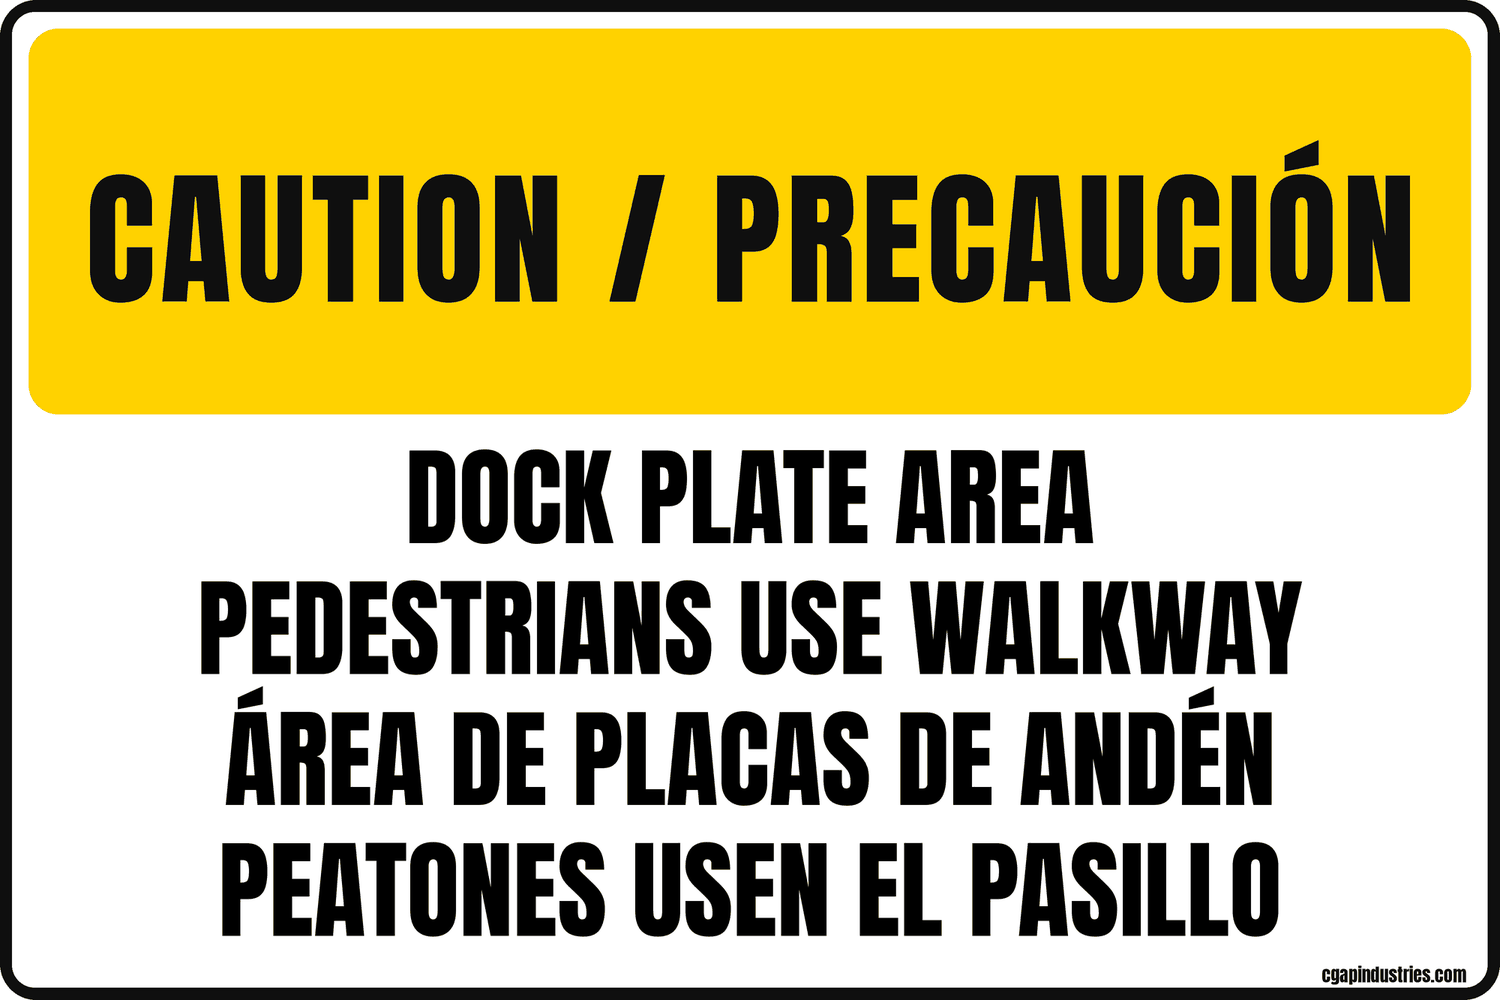 CAUTION / PRECAUCIÓN
DOCK PLATE AREA
PEDESTRIANS USE WALKWAY
ÁREA DE PLACAS DE ANDÉN
PEATONES USEN EL PASILLO
cgapindustries.com